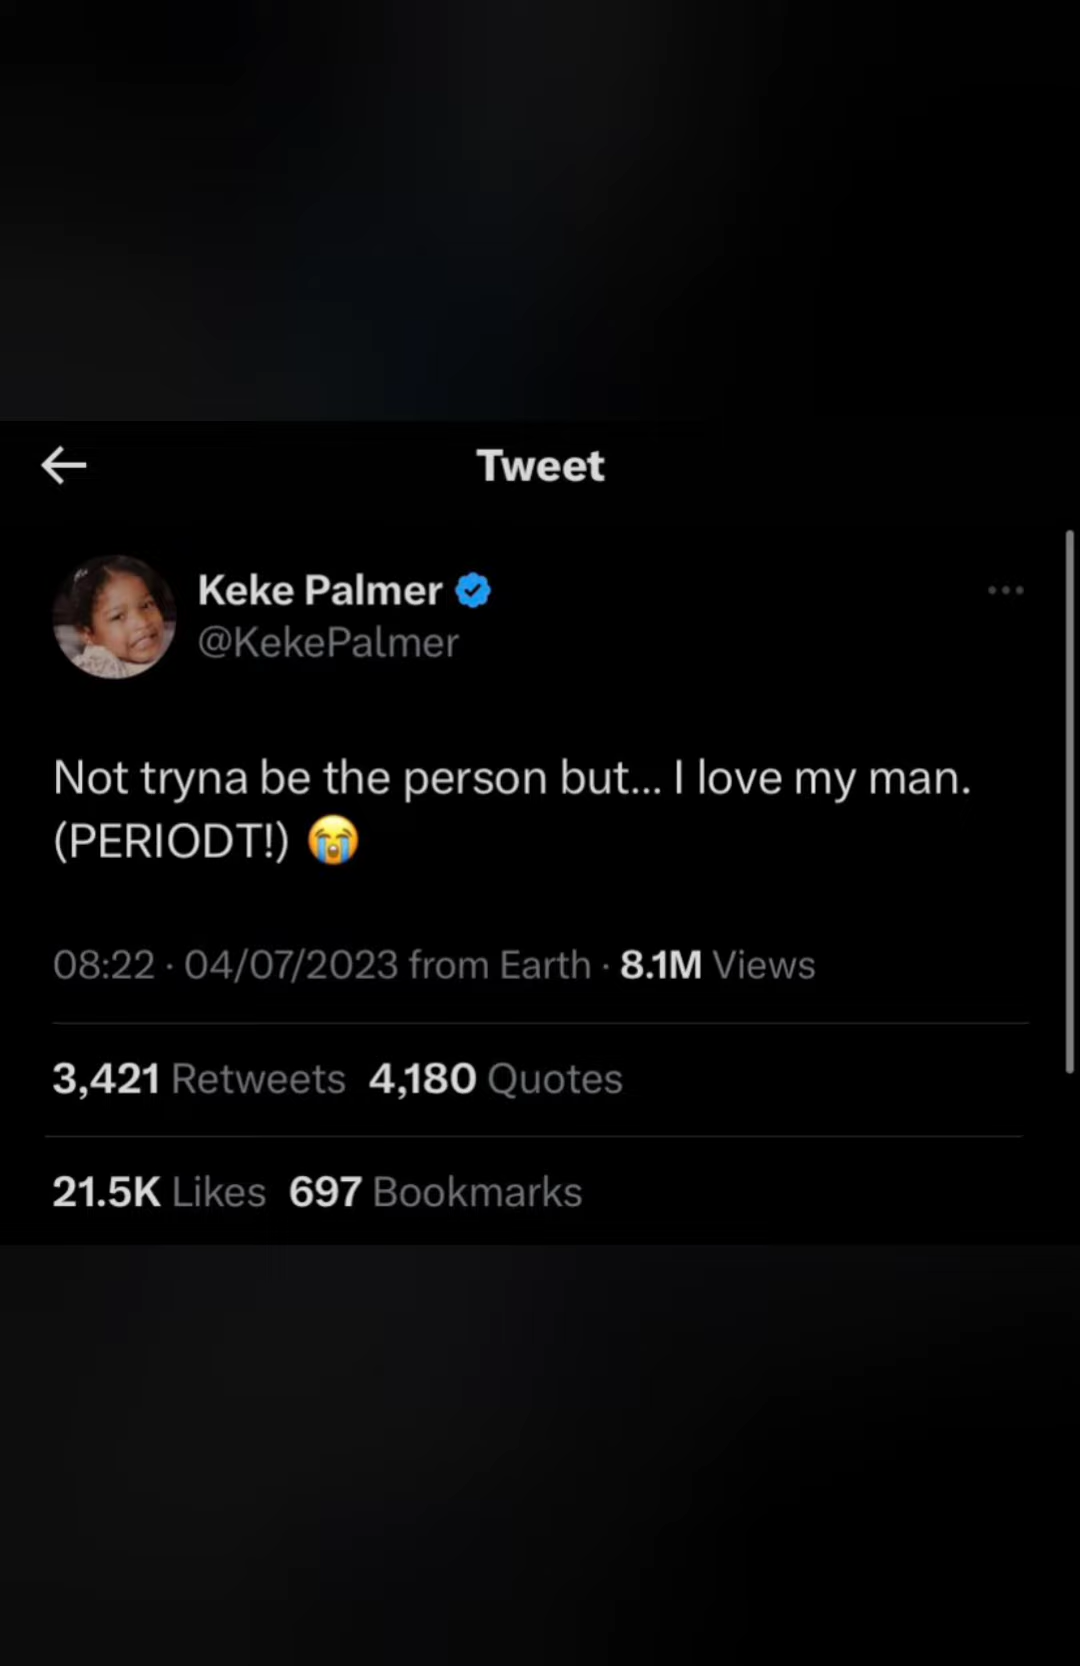 Tweet
Keke Palmer
@KekePalmer
Not tryna be the person but... I love my man.
(PERIODT!) 😭
08:22 · 04/07/2023 from Earth · 8.1M Views
3,421 Retweets 4,180 Quotes
21.5K Likes 697 Bookmarks